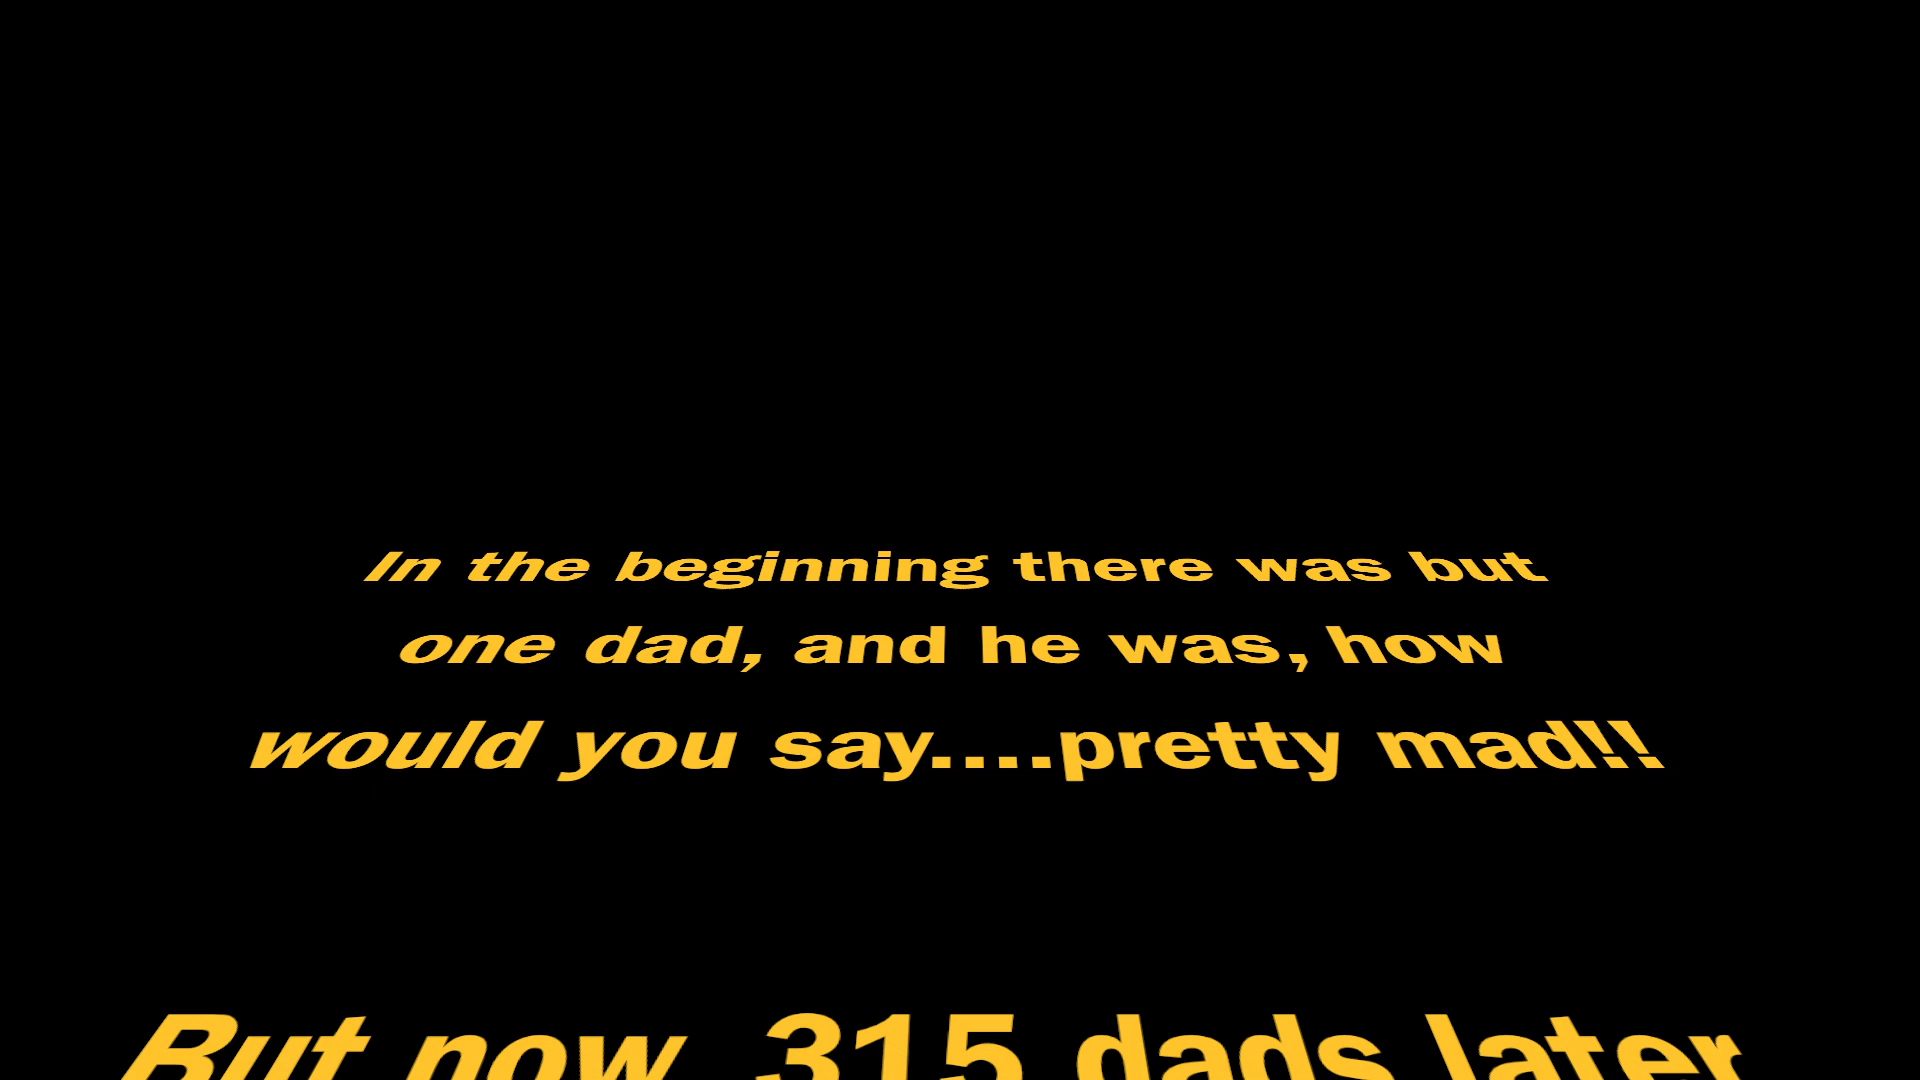 In the beginning there was but
one dad, and he was, how
would you say....pretty mad!!
But now 315 dads later